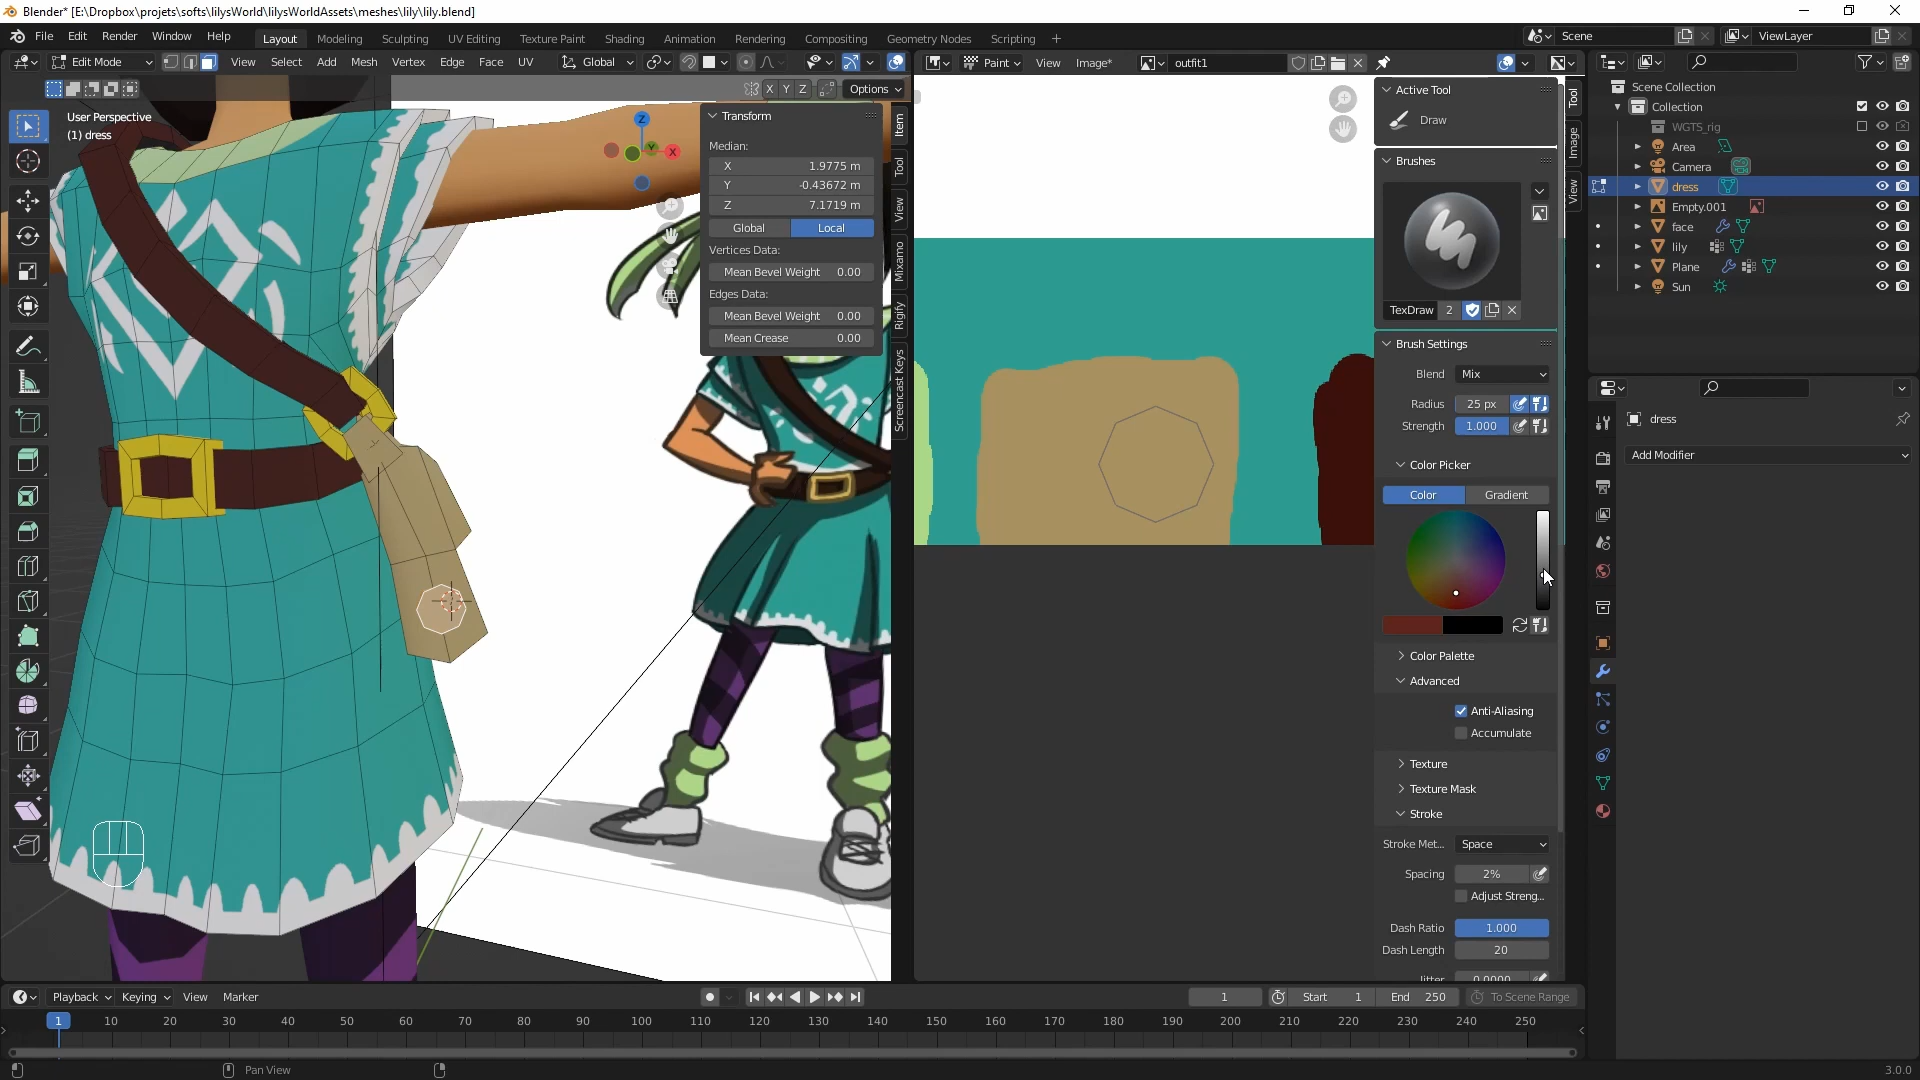 Blender* [E:\Dropbox\projets\softs\lilysWorld\lilysWorldAssets\meshes\lily\lily.blend]
File Edit Render Window Help Layout Modeling Sculpting UV Editing Texture Paint Shading Animation Rendering Compositing Geometry Nodes Scripting + Scene ViewLayer
Edit Mode View Select Add Mesh Vertex Edge Face UV Global Paint View Image* outfit1
X Y Z Options
User Perspective
(1) dress
Z
Y
X
Transform
Median:
X 1.9775 m
Y -0.43672 m
Z 7.1719 m
Global Local
Vertices Data:
Mean Bevel Weight 0.00
Edges Data:
Mean Bevel Weight 0.00
Mean Crease 0.00
Item
Tool
View
Mixamo
Rigify
Screencast Keys
Active Tool
Draw
Brushes
TexDraw 2
Brush Settings
Blend Mix
Radius 25 px
Strength 1.000
Color Picker
Color Gradient
Color Palette
Advanced
Anti-Aliasing
Accumulate
Texture
Texture Mask
Stroke
Stroke Met... Space
Spacing 2%
Adjust Streng...
Dash Ratio 1.000
Dash Length 20
Jitter 0.0000
Tool
Image
View
Scene Collection
Collection
WGTS_rig
Area
Camera
dress
Empty.001
face
lily
Plane
Sun
dress
Add Modifier
Playback Keying View Marker 1 Start 1 End 250 To Scene Range
1 10 20 30 40 50 60 70 80 90 100 110 120 130 140 150 160 170 180 190 200 210 220 230 240 250
Pan View 3.0.0